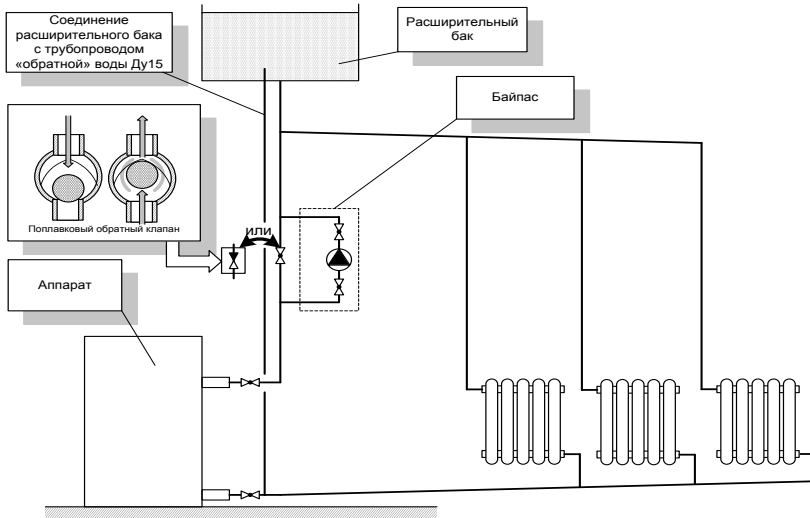 Соединение
расширительного бака
с трубопроводом
«обратной» воды Ду15
Расширительный
бак
Байпас
Поплавковый обратный клапан
или
Аппарат